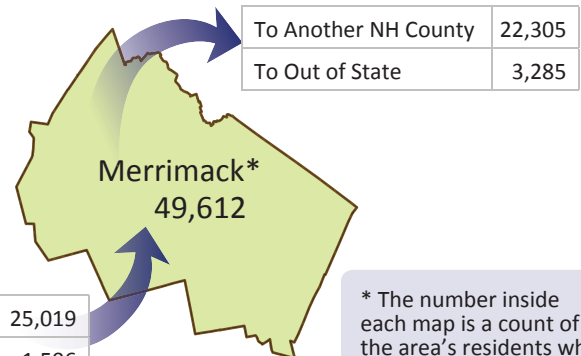 To Another NH County 22,305
To Out of State 3,285
Merrimack*
49,612
25,019
* The number inside
each map is a count of
the area's residents